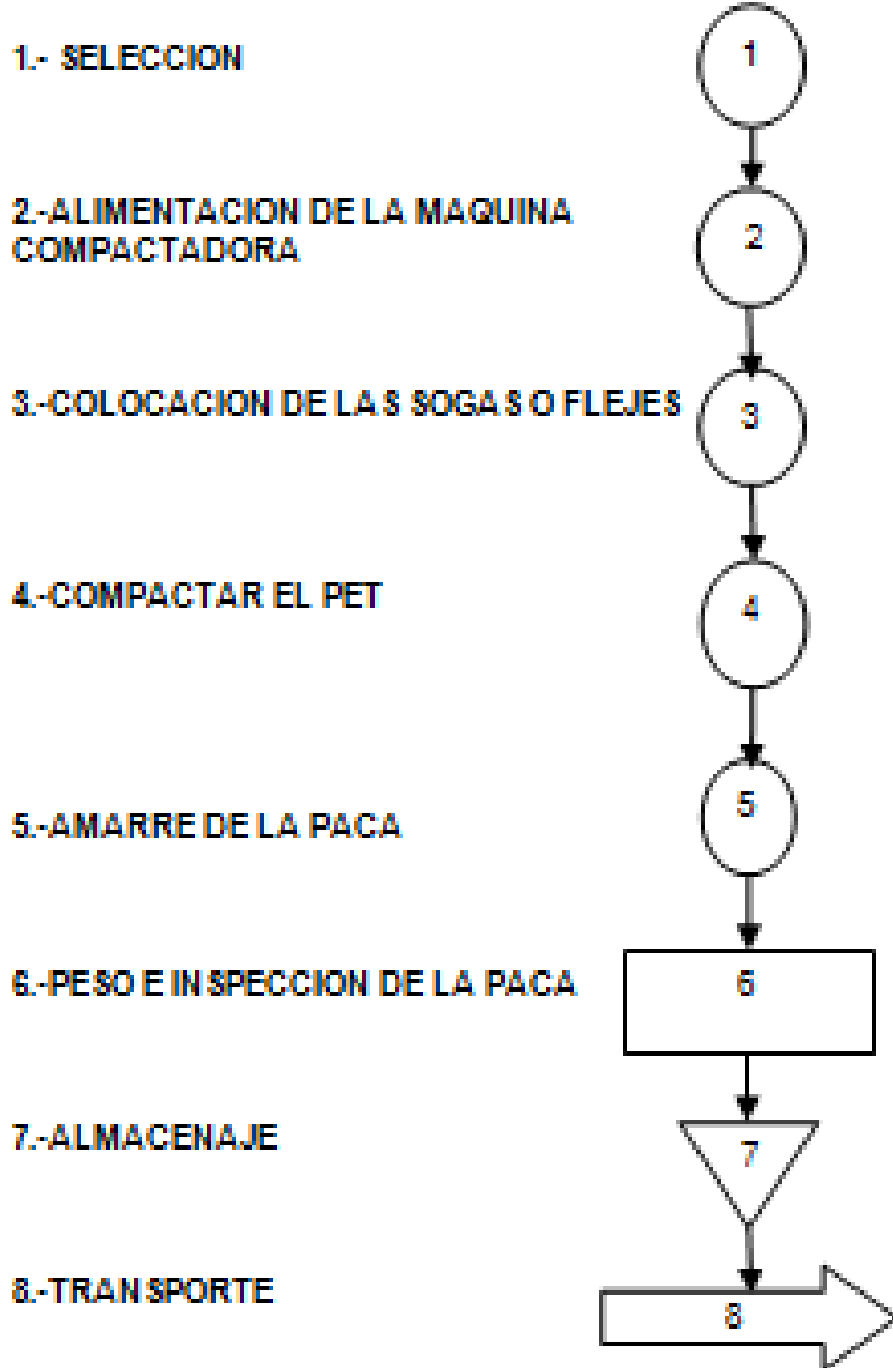 1.- SELECCION
1
2.-ALIMENTACION DE LA MAQUINA
COMPACTADORA
2
3.-COLOCACION DE LAS SOGAS O FLEJES
3
4.-COMPACTAR EL PET
4
5.-AMARRE DE LA PACA
5
6.-PESO E INSPECCION DE LA PACA
6
7.-ALMACENAJE
7
8.-TRANSPORTE
8